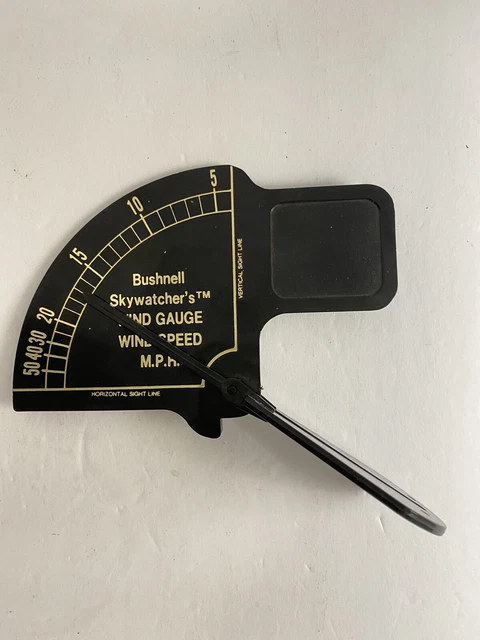 5
10
15
20
30
40
50
Bushnell
Skywatcher's™
WIND GAUGE
WIND SPEED
M.P.H.
VERTICAL SIGHT LINE
HORIZONTAL SIGHT LINE